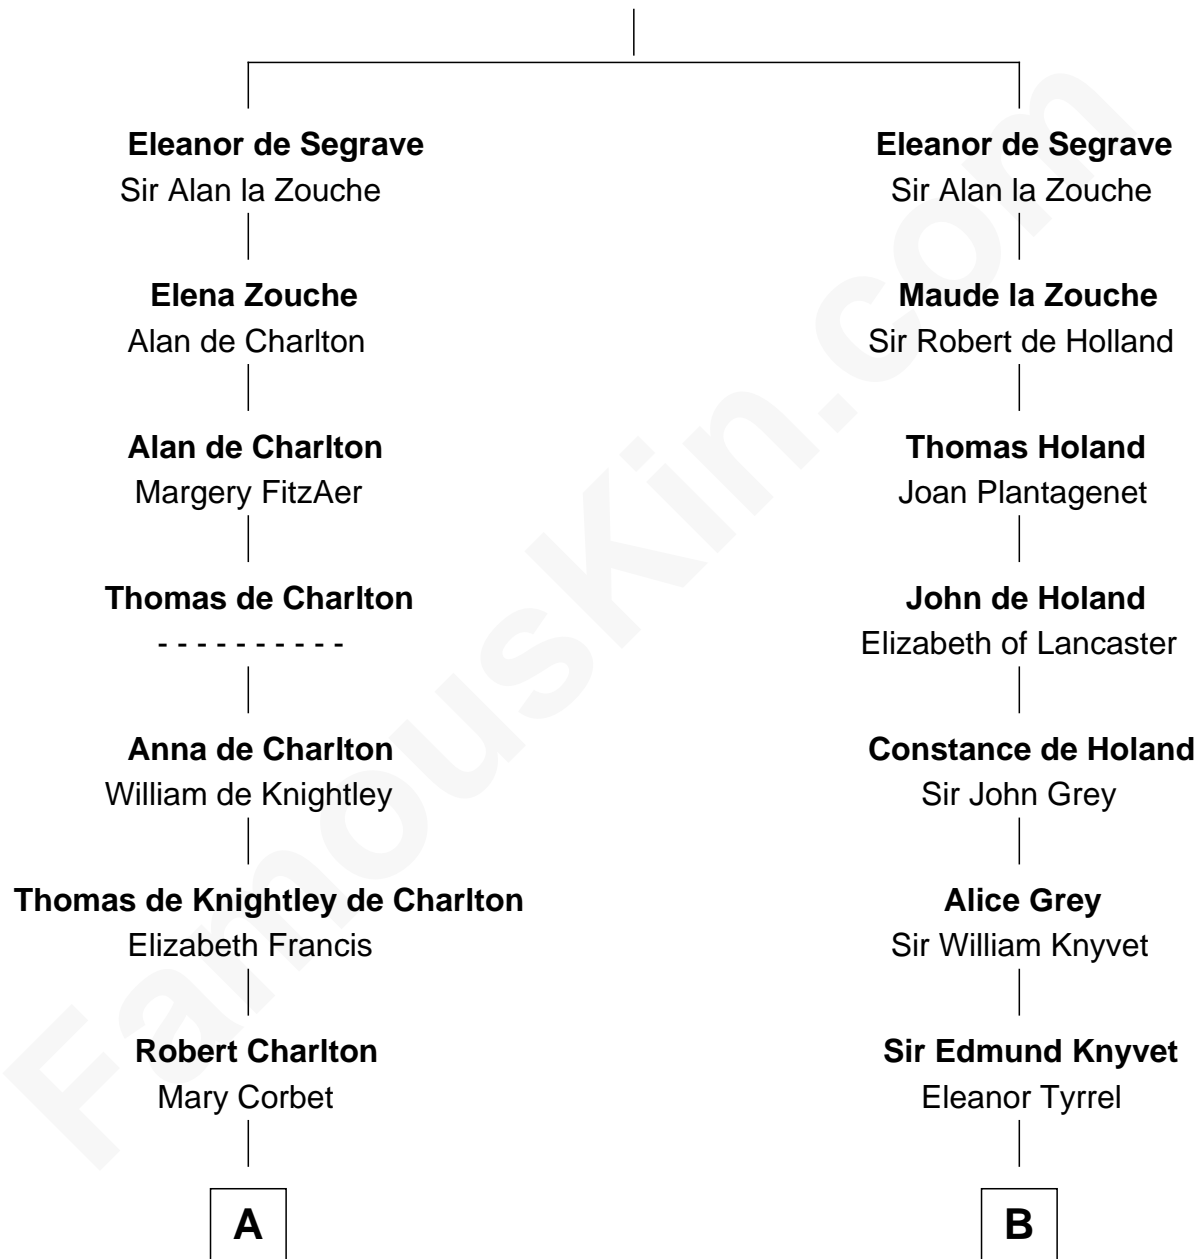 Eleanor de Segrave
Sir Alan la Zouche
Elena Zouche
Alan de Charlton
Alan de Charlton
Margery FitzAer
Thomas de Charlton
- - - - - - - - - -
Anna de Charlton
William de Knightley
Thomas de Knightley de Charlton
Elizabeth Francis
Robert Charlton
Mary Corbet
A
Eleanor de Segrave
Sir Alan la Zouche
Maude la Zouche
Sir Robert de Holland
Thomas Holand
Joan Plantagenet
John de Holand
Elizabeth of Lancaster
Constance de Holand
Sir John Grey
Alice Grey
Sir William Knyvet
Sir Edmund Knyvet
Eleanor Tyrrel
B
FamousKin.com